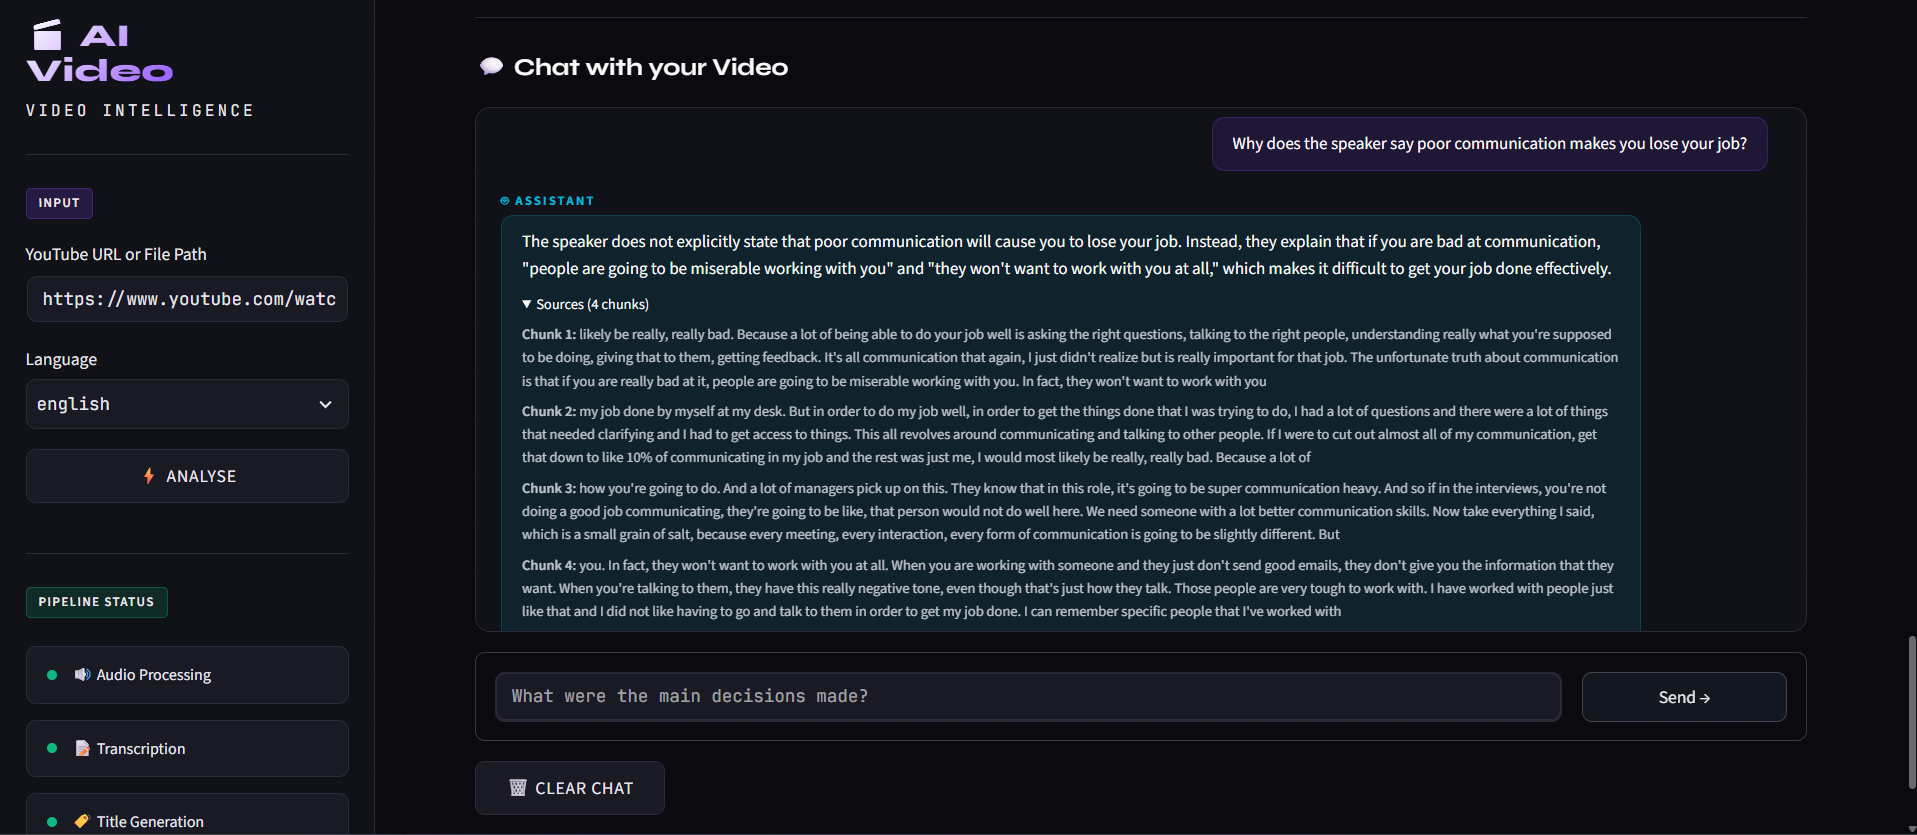 AI
Video
VIDEO INTELLIGENCE
INPUT
YouTube URL or File Path
https://www.youtube.com/watc
Language
english
ANALYSE
PIPELINE STATUS
Audio Processing
Transcription
Title Generation
Chat with your Video
Why does the speaker say poor communication makes you lose your job?
ASSISTANT
The speaker does not explicitly state that poor communication will cause you to lose your job. Instead, they explain that if you are bad at communication,
"people are going to be miserable working with you" and "they won't want to work with you at all," which makes it difficult to get your job done effectively.
▼ Sources (4 chunks)
Chunk 1: likely be really, really bad. Because a lot of being able to do your job well is asking the right questions, talking to the right people, understanding really what you're supposed
to be doing, giving that to them, getting feedback. It's all communication that again, I just didn't realize but is really important for that job. The unfortunate truth about communication
is that if you are really bad at it, people are going to be miserable working with you. In fact, they won't want to work with you
Chunk 2: my job done by myself at my desk. But in order to do my job well, in order to get the things done that I was trying to do, I had a lot of questions and there were a lot of things
that needed clarifying and I had to get access to things. This all revolves around communicating and talking to other people. If I were to cut out almost all of my communication, get
that down to like 10% of communicating in my job and the rest was just me, I would most likely be really, really bad. Because a lot of
Chunk 3: how you're going to do. And a lot of managers pick up on this. They know that in this role, it's going to be super communication heavy. And so if in the interviews, you're not
doing a good job communicating, they're going to be like, that person would not do well here. We need someone with a lot better communication skills. Now take everything I said,
which is a small grain of salt, because every meeting, every interaction, every form of communication is going to be slightly different. But
Chunk 4: you. In fact, they won't want to work with you at all. When you are working with someone and they just don't send good emails, they don't give you the information that they
want. When you're talking to them, they have this really negative tone, even though that's just how they talk. Those people are very tough to work with. I have worked with people just
like that and I did not like having to go and talk to them in order to get my job done. I can remember specific people that I've worked with
What were the main decisions made?
Send →
CLEAR CHAT